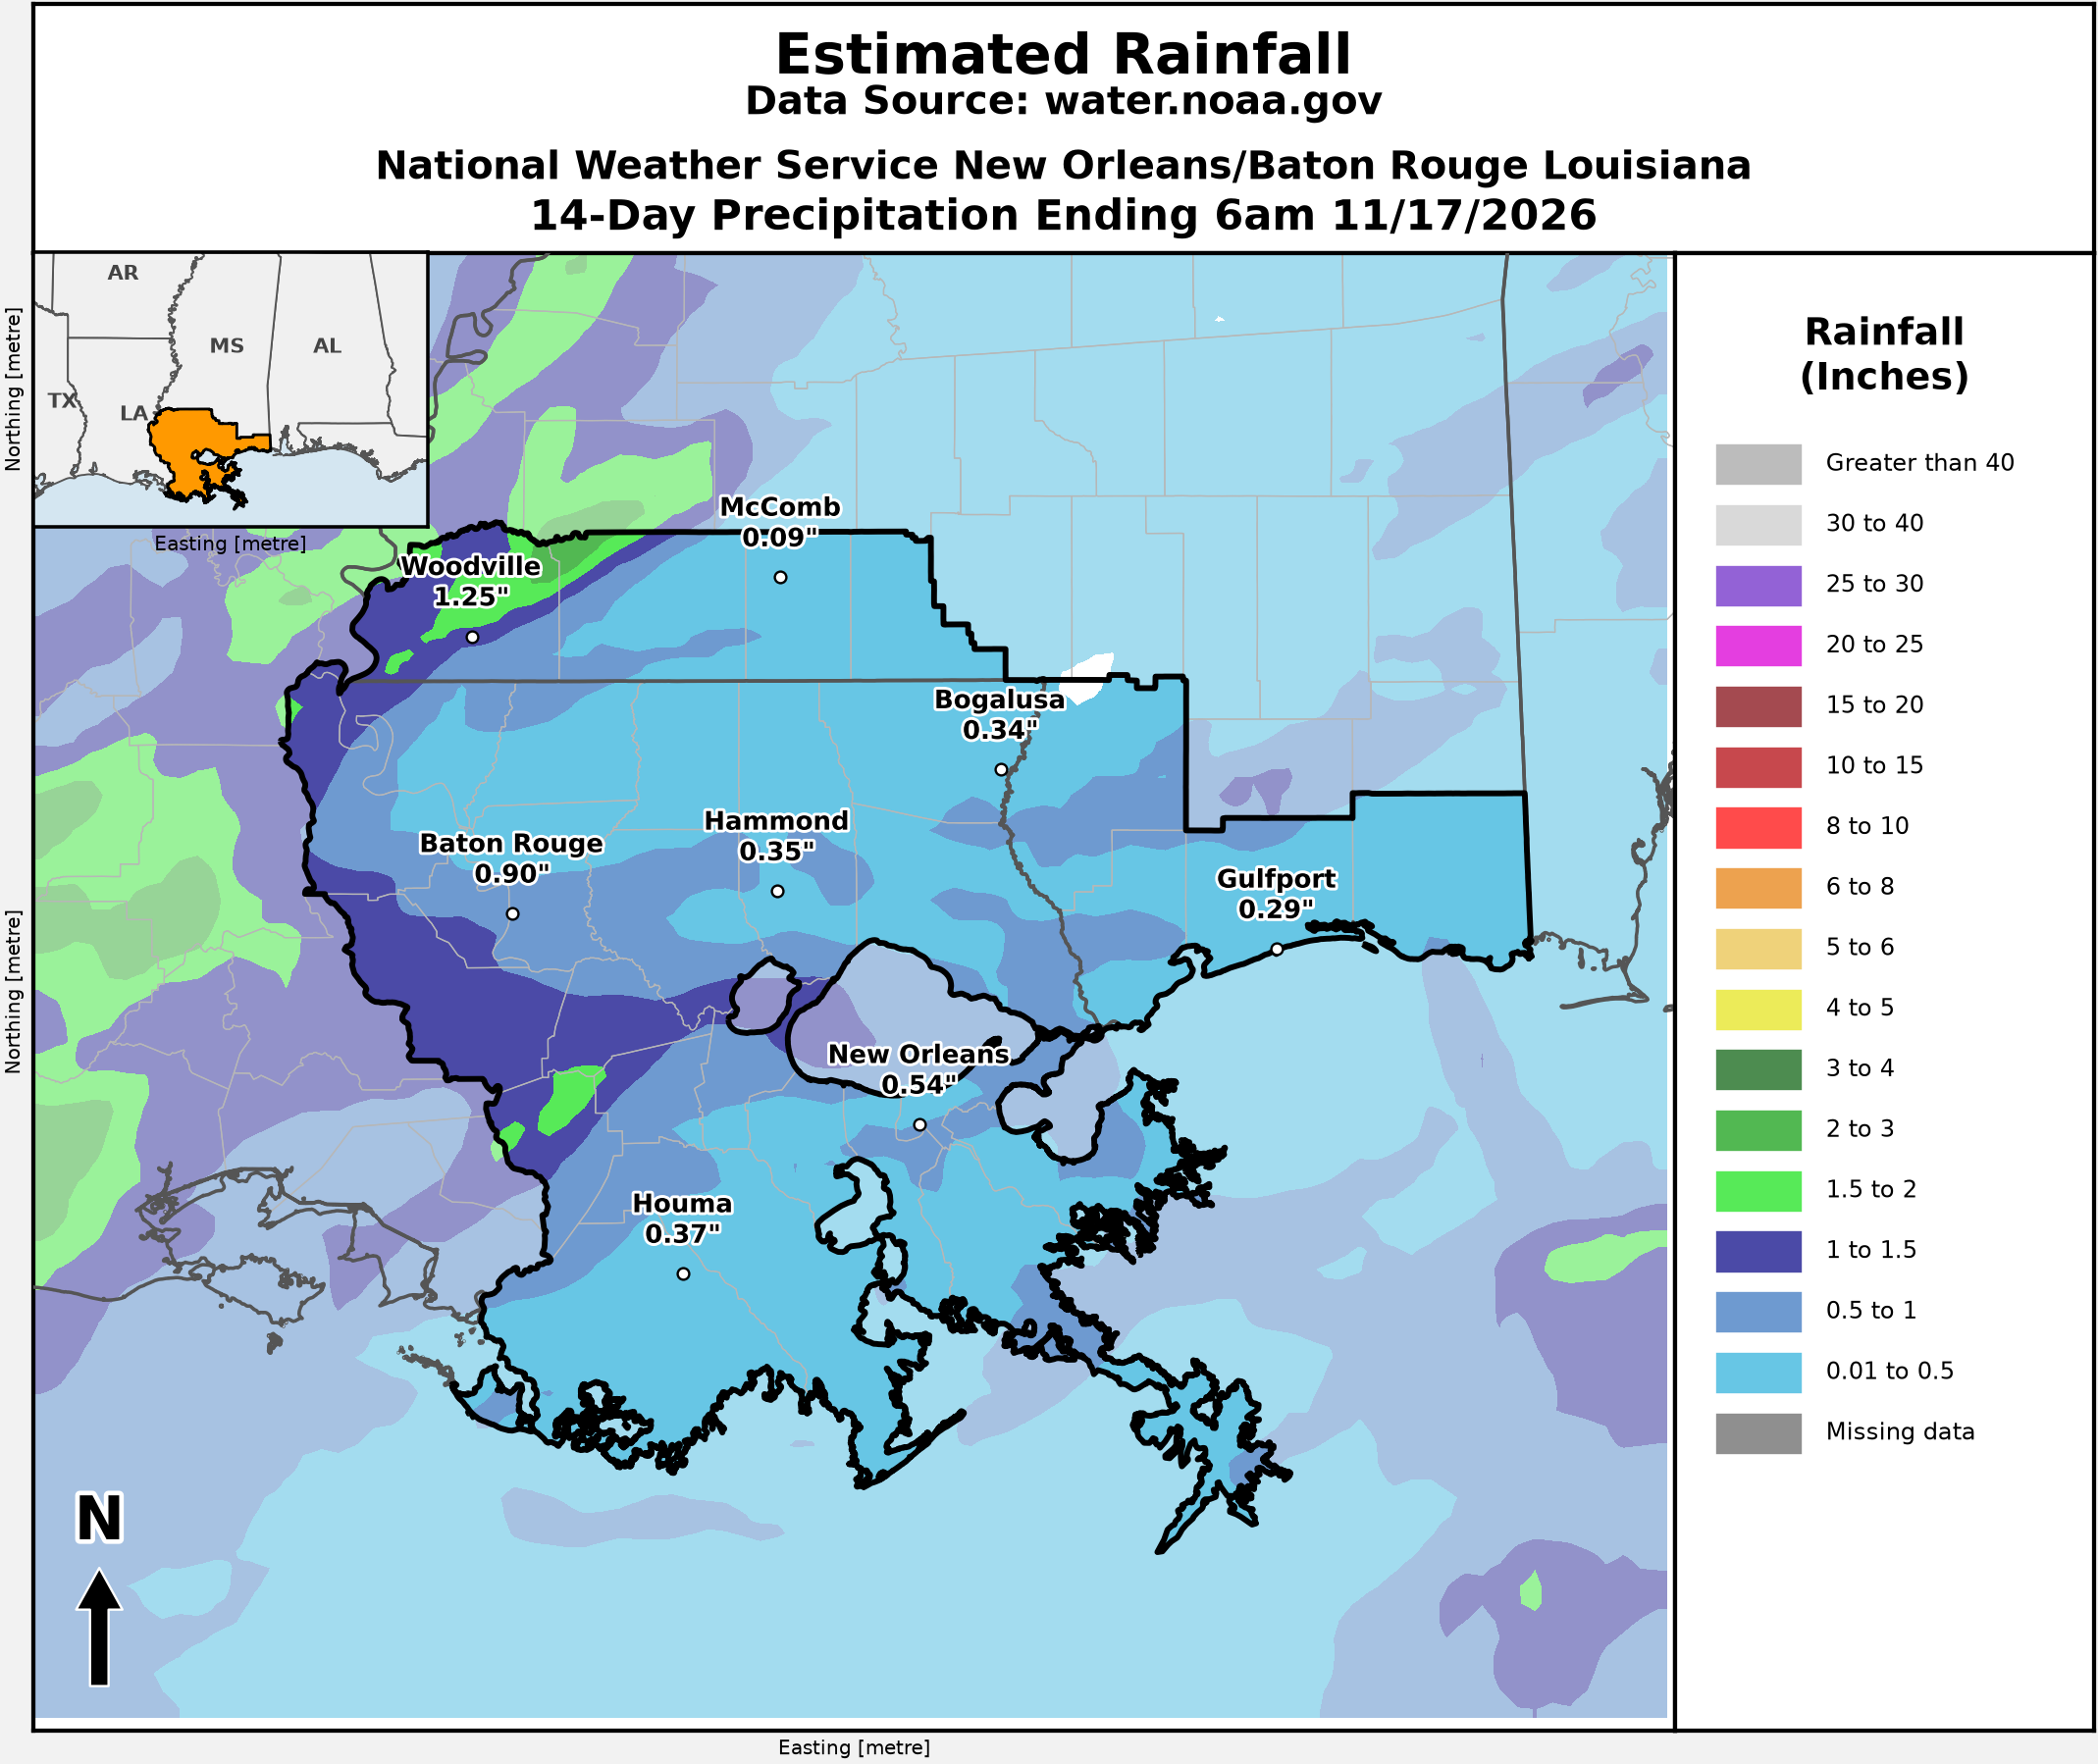 Estimated Rainfall
Data Source: water.noaa.gov
National Weather Service New Orleans/Baton Rouge Louisiana
14-Day Precipitation Ending 6am 11/17/2026
Northing [metre]
AR
MS
AL
TX
LA
Easting [metre]
McComb
0.09"
Woodville
1.25"
Bogalusa
0.34"
Hammond
0.35"
Baton Rouge
0.90"
Gulfport
0.29"
New Orleans
0.54"
Houma
0.37"
N
Northing [metre]
Easting [metre]
Rainfall
(Inches)
Greater than 40
30 to 40
25 to 30
20 to 25
15 to 20
10 to 15
8 to 10
6 to 8
5 to 6
4 to 5
3 to 4
2 to 3
1.5 to 2
1 to 1.5
0.5 to 1
0.01 to 0.5
Missing data